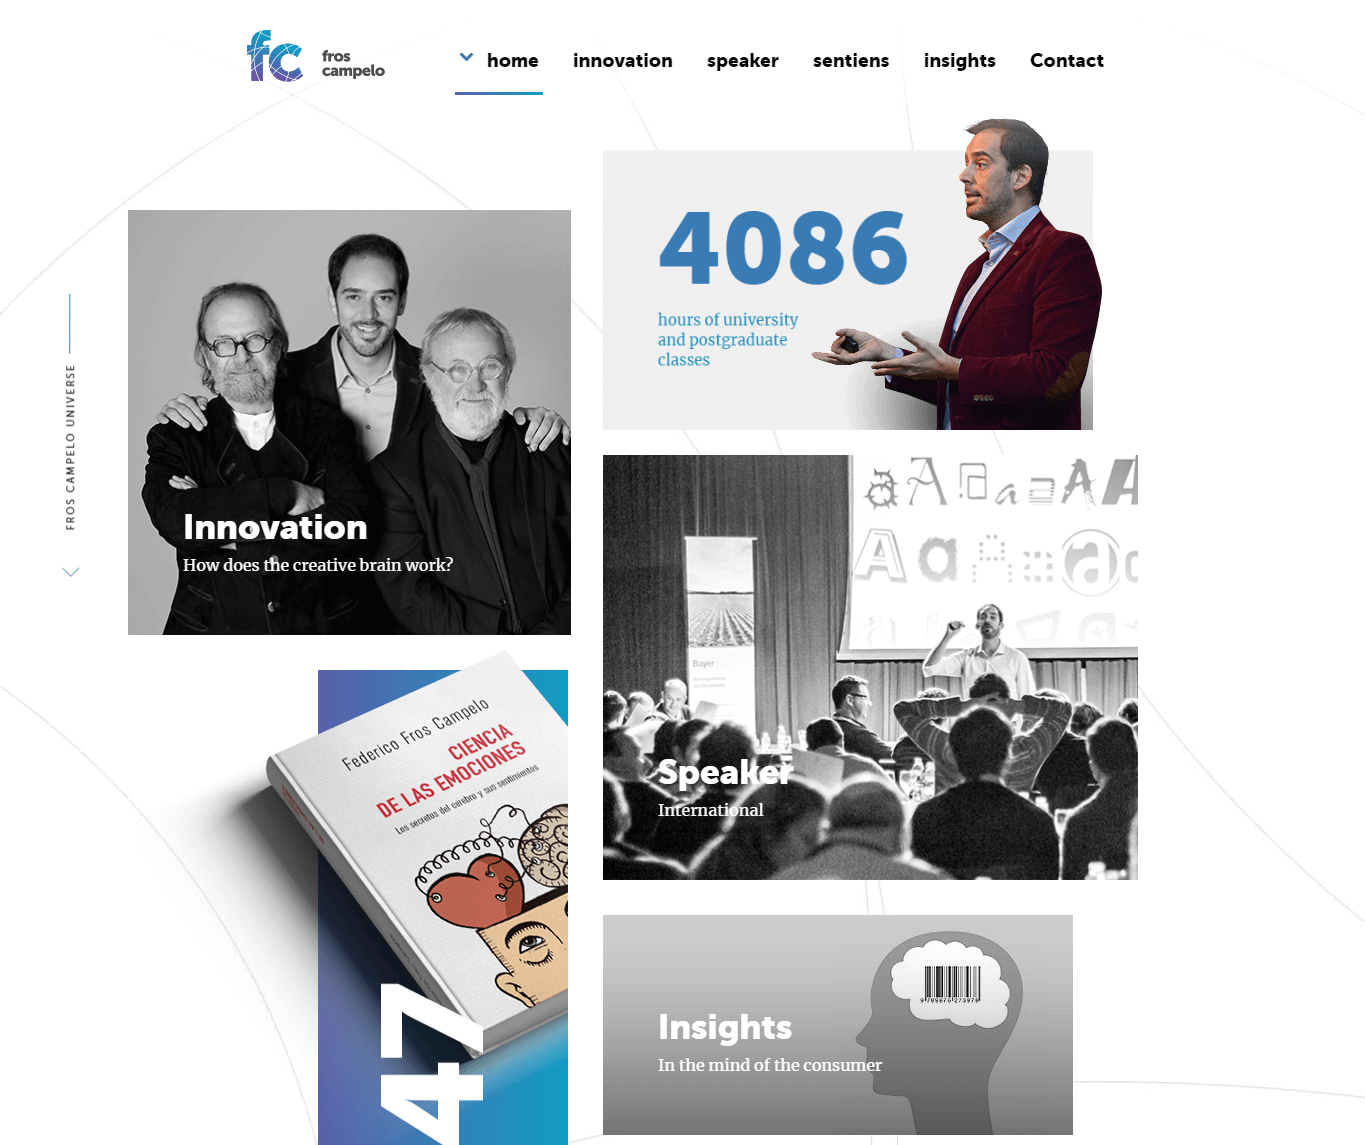 fc
fros
campelo
home
innovation
speaker
sentiens
insights
Contact
FROS CAMPELO UNIVERSE
4086
hours of university
and postgraduate
classes
Innovation
How does the creative brain work?
Bayer
Speaker
International
Federico Fros Campelo
CIENCIA
DE LAS EMOCIONES
Los secretos del cerebro y sus sentimientos
47
Insights
In the mind of the consumer